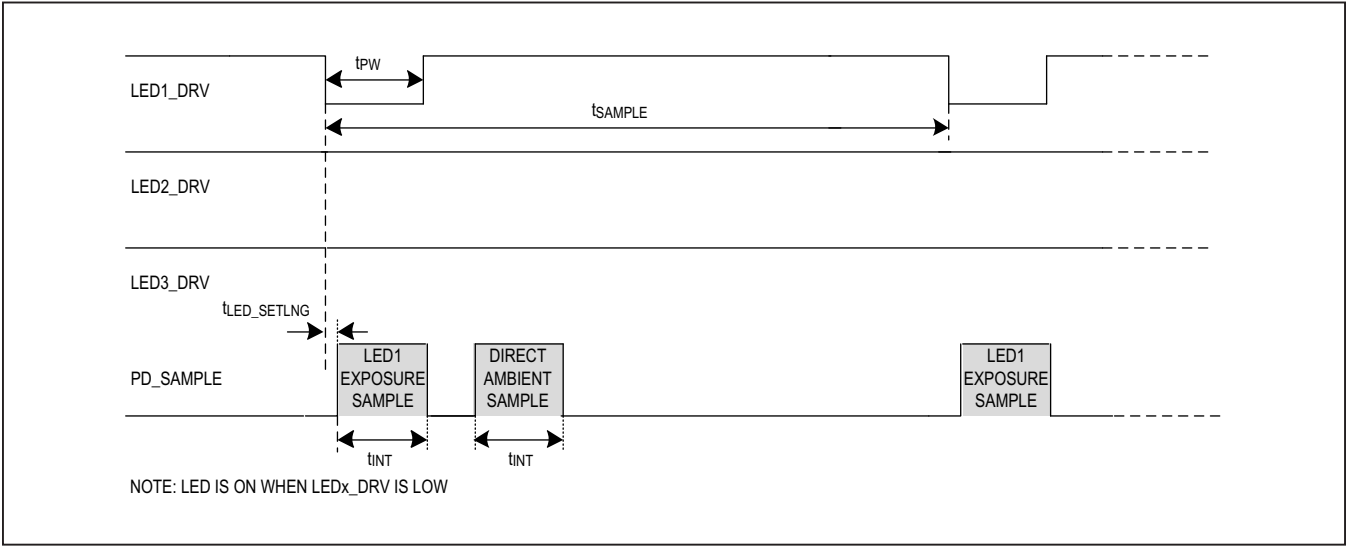 tPW
LED1_DRV
tSAMPLE
LED2_DRV
LED3_DRV
tLED_SETLNG
PD_SAMPLE
LED1
EXPOSURE
SAMPLE
DIRECT
AMBIENT
SAMPLE
LED1
EXPOSURE
SAMPLE
tINT
tINT
NOTE: LED IS ON WHEN LEDx_DRV IS LOW